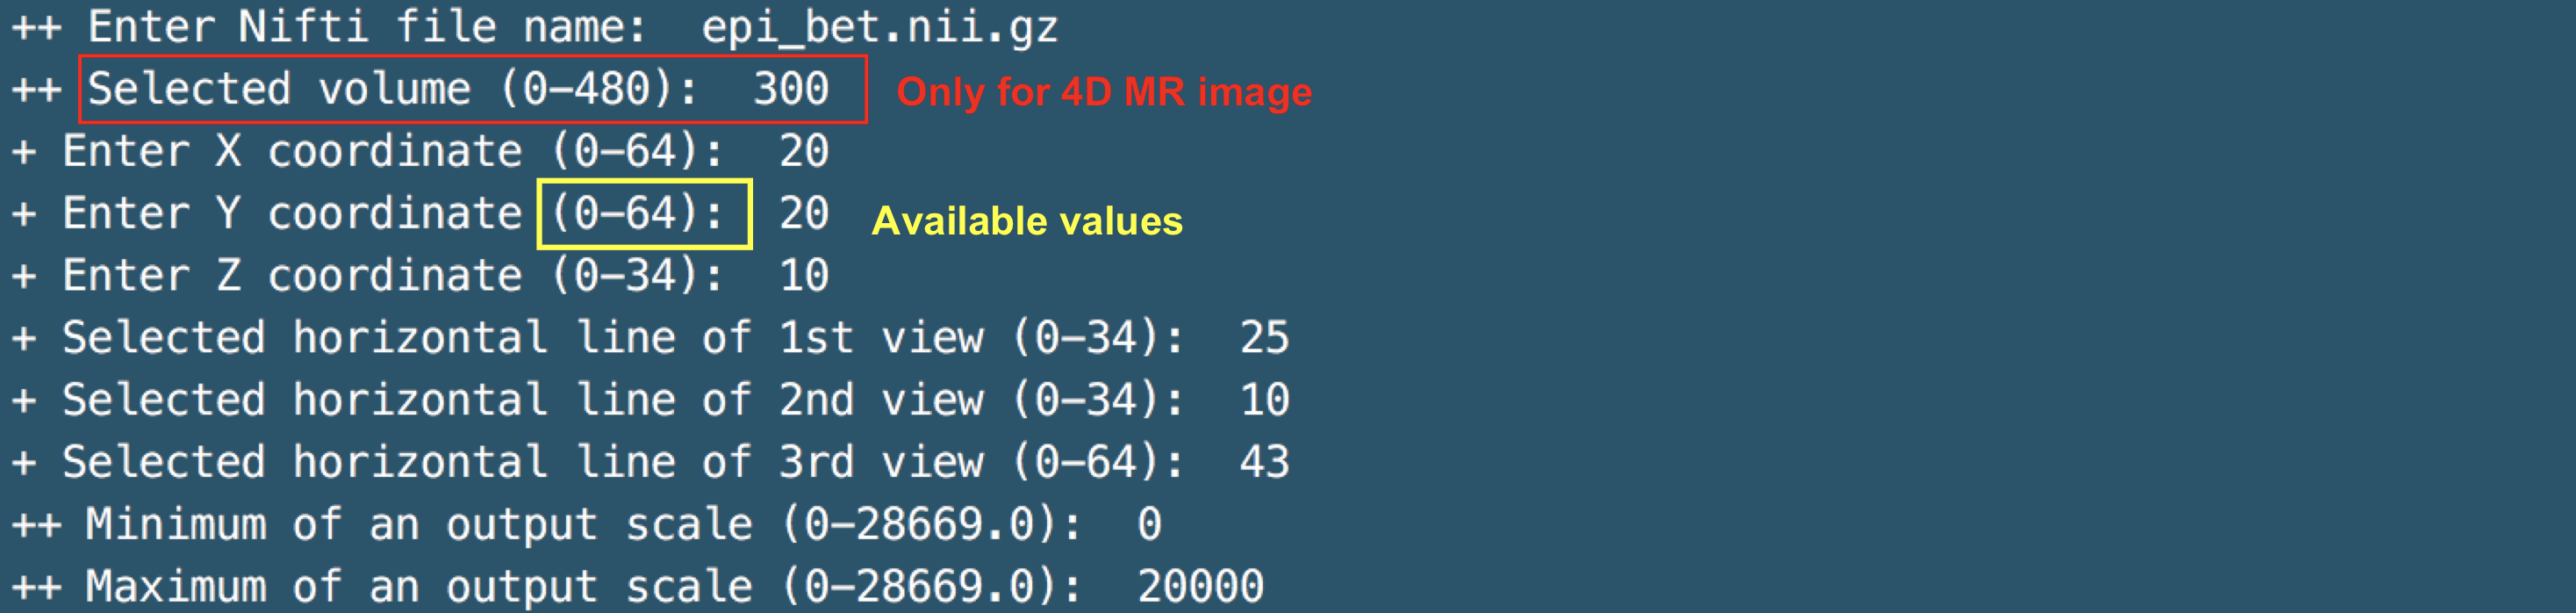 ++ Enter Nifti file name:  epi_bet.nii.gz
++ Selected volume (0-480):  300 Only for 4D MR image
+ Enter X coordinate (0-64):  20
+ Enter Y coordinate (0-64):  20 Available values
+ Enter Z coordinate (0-34):  10
+ Selected horizontal line of 1st view (0-34):  25
+ Selected horizontal line of 2nd view (0-34):  10
+ Selected horizontal line of 3rd view (0-64):  43
++ Minimum of an output scale (0-28669.0):  0
++ Maximum of an output scale (0-28669.0):  20000